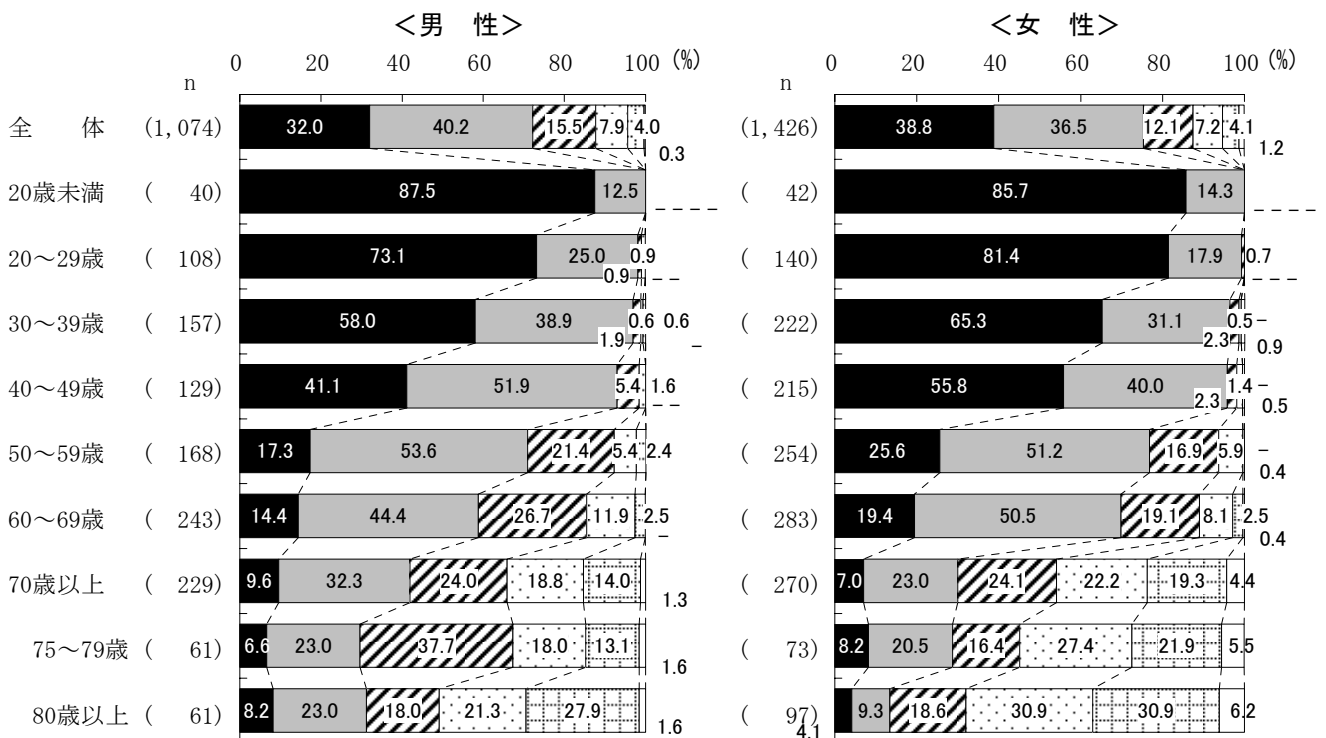 ＜男　性＞　＜女　性＞
n 0 20 40 60 80 100 (%) n 0 20 40 60 80 100 (%)
全　体 (1,074) 32.0 40.2 15.5 7.9 4.0 0.3 (1,426) 38.8 36.5 12.1 7.2 4.1 1.2
20歳未満 ( 40) 87.5 12.5 － － － － ( 42) 85.7 14.3 － － － －
20～29歳 ( 108) 73.1 25.0 0.9 0.9 － － ( 140) 81.4 17.9 0.7 － － －
30～39歳 ( 157) 58.0 38.9 1.9 0.6 0.6 － ( 222) 65.3 31.1 2.3 0.5 － 0.9
40～49歳 ( 129) 41.1 51.9 5.4 1.6 － － ( 215) 55.8 40.0 2.3 1.4 － 0.5
50～59歳 ( 168) 17.3 53.6 21.4 5.4 2.4 ( 254) 25.6 51.2 16.9 5.9 － 0.4
60～69歳 ( 243) 14.4 44.4 26.7 11.9 2.5 － ( 283) 19.4 50.5 19.1 8.1 2.5 0.4
70歳以上 ( 229) 9.6 32.3 24.0 18.8 14.0 1.3 ( 270) 7.0 23.0 24.1 22.2 19.3 4.4
75～79歳 ( 61) 6.6 23.0 37.7 18.0 13.1 1.6 ( 73) 8.2 20.5 16.4 27.4 21.9 5.5
80歳以上 ( 61) 8.2 23.0 18.0 21.3 27.9 1.6 ( 97) 4.1 9.3 18.6 30.9 30.9 6.2